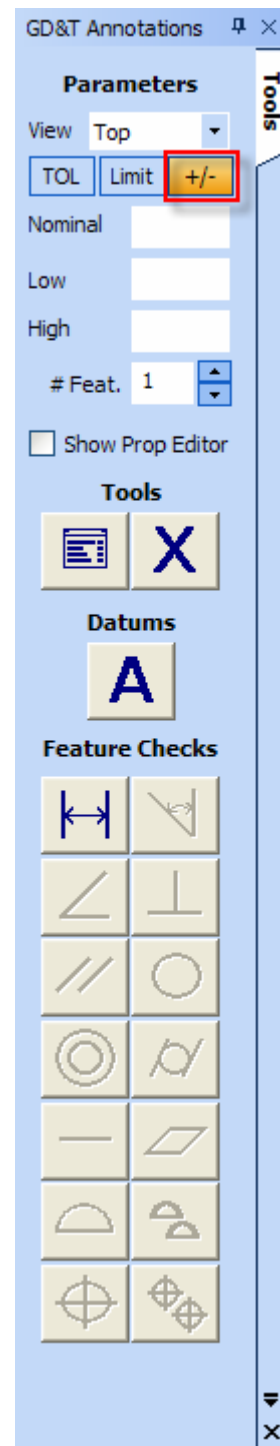 GD&T Annotations
Tools
Parameters
View Top
TOL Limit +/-
Nominal
Low
High
# Feat. 1
Show Prop Editor
Tools
X
Datums
A
Feature Checks